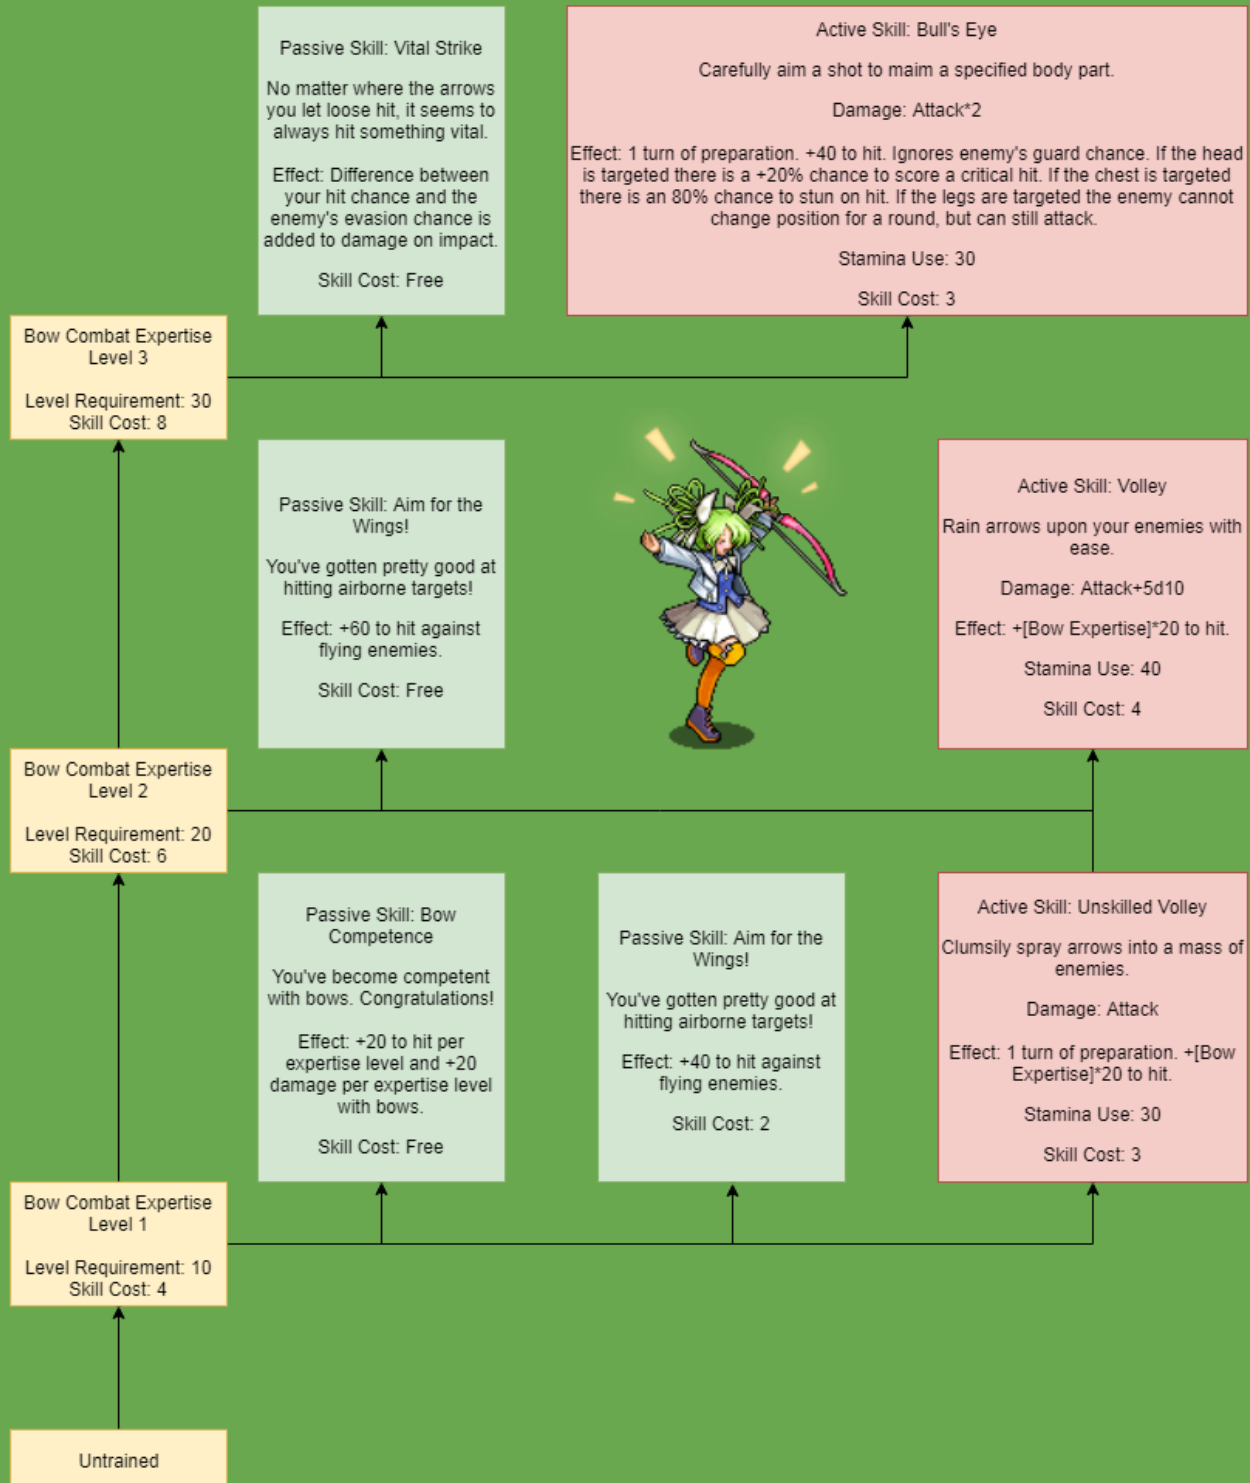 Passive Skill: Vital Strike
No matter where the arrows
you let loose hit, it seems to
always hit something vital.
Effect: Difference between
your hit chance and the
enemy's evasion chance is
added to damage on impact.
Skill Cost: Free
Active Skill: Bull's Eye
Carefully aim a shot to maim a specified body part.
Damage: Attack*2
Effect: 1 turn of preparation. +40 to hit. Ignores enemy's guard chance. If the head
is targeted there is a +20% chance to score a critical hit. If the chest is targeted
there is an 80% chance to stun on hit. If the legs are targeted the enemy cannot
change position for a round, but can still attack.
Stamina Use: 30
Skill Cost: 3
Bow Combat Expertise
Level 3
Level Requirement: 30
Skill Cost: 8
Passive Skill: Aim for the
Wings!
You've gotten pretty good at
hitting airborne targets!
Effect: +60 to hit against
flying enemies.
Skill Cost: Free
Active Skill: Volley
Rain arrows upon your enemies with
ease.
Damage: Attack+5d10
Effect: +[Bow Expertise]*20 to hit.
Stamina Use: 40
Skill Cost: 4
Bow Combat Expertise
Level 2
Level Requirement: 20
Skill Cost: 6
Passive Skill: Bow
Competence
You've become competent
with bows. Congratulations!
Effect: +20 to hit per
expertise level and +20
damage per expertise level
with bows.
Skill Cost: Free
Passive Skill: Aim for the
Wings!
You've gotten pretty good at
hitting airborne targets!
Effect: +40 to hit against
flying enemies.
Skill Cost: 2
Active Skill: Unskilled Volley
Clumsily spray arrows into a mass of
enemies.
Damage: Attack
Effect: 1 turn of preparation. +[Bow
Expertise]*20 to hit.
Stamina Use: 30
Skill Cost: 3
Bow Combat Expertise
Level 1
Level Requirement: 10
Skill Cost: 4
Untrained